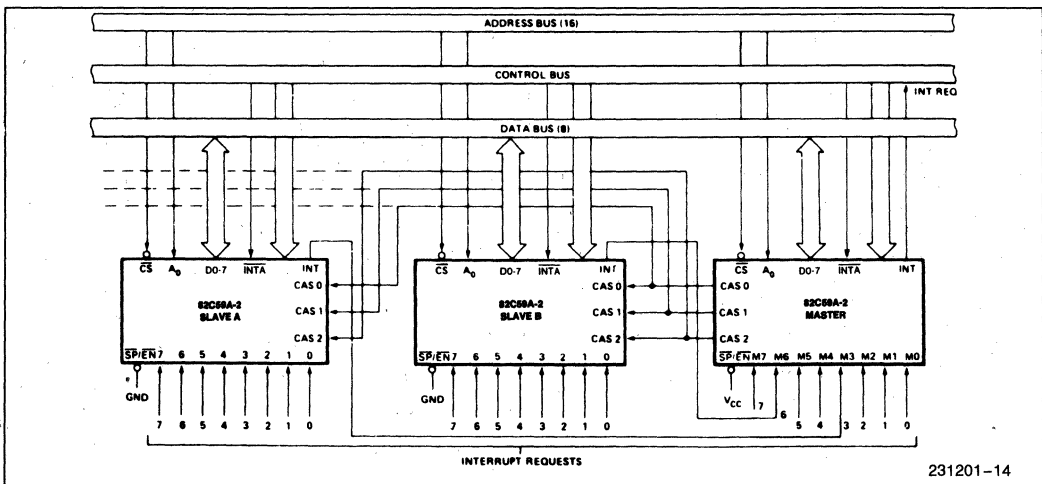 ADDRESS BUS (16)
CONTROL BUS
INT REQ
DATA BUS (8)
CS A0 D0-7 INTA INT
CS A0 D0-7 INTA INT
CS A0 D0-7 INTA INT
CAS 0
CAS 0
CAS 0
82C59A-2
SLAVE A
82C59A-2
SLAVE B
82C59A-2
MASTER
CAS 1
CAS 1
CAS 1
CAS 2
CAS 2
CAS 2
SP/EN 7 6 5 4 3 2 1 0
SP/EN 7 6 5 4 3 2 1 0
SP/EN M7 M6 M5 M4 M3 M2 M1 M0
GND
GND
VCC
7 6 5 4 3 2 1 0
7 6 5 4 3 2 1 0
7 6 5 4 3 2 1 0
INTERRUPT REQUESTS
231201-14